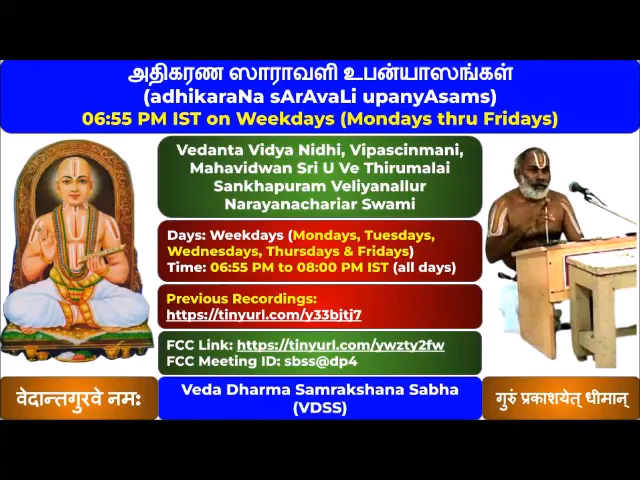 அதிகரண ஸாராவளி உபன்யாஸங்கள்
(adhikaraNa sArAvaLi upanyAsams)
06:55 PM IST on Weekdays (Mondays thru Fridays)
Vedanta Vidya Nidhi, Vipascinmani,
Mahavidwan Sri U Ve Thirumalai
Sankhapuram Veliyanallur
Narayanachariar Swami
Days: Weekdays (Mondays, Tuesdays,
Wednesdays, Thursdays & Fridays)
Time: 06:55 PM to 08:00 PM IST (all days)
Previous Recordings:
https://tinyurl.com/y33bjtj7
FCC Link: https://tinyurl.com/ywzty2fw
FCC Meeting ID: sbss@dp4
वेदान्तगुरवे नमः
Veda Dharma Samrakshana Sabha
(VDSS)
गुरुं प्रकाशयेत् धीमान्